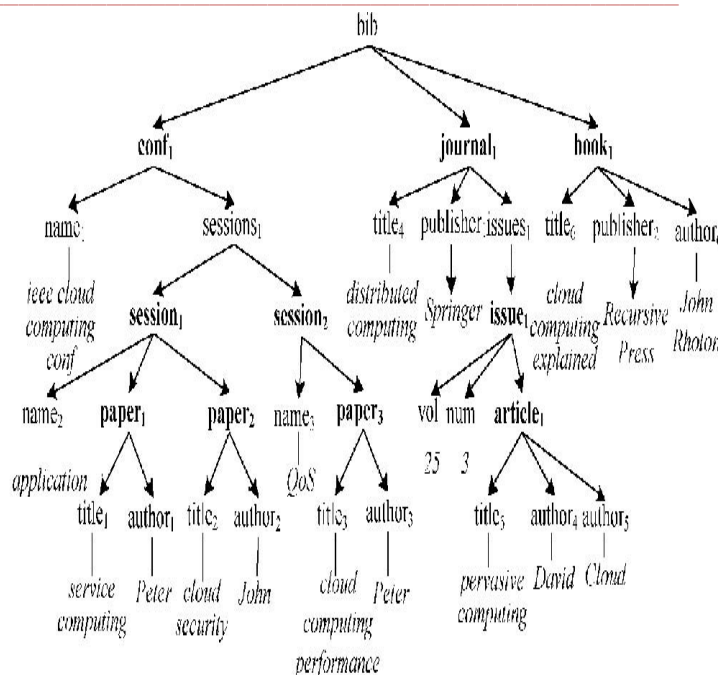 bib
conf1 journal1 book1
name1 sessions1 title4 publisher1 issues1 title6 publisher2 author6
ieee cloud computing conf
session1 session2
distributed computing
Springer
issue1
cloud computing explained
Recursive Press
John Rhoton
name2 paper1 paper2 name3 paper3 vol num article1
application
QoS
25 3
title1 author1 title2 author2 title3 author3 title5 author4 author5
service computing
Peter
cloud security
John
cloud computing performance
Peter
pervasive computing
David
Cloud